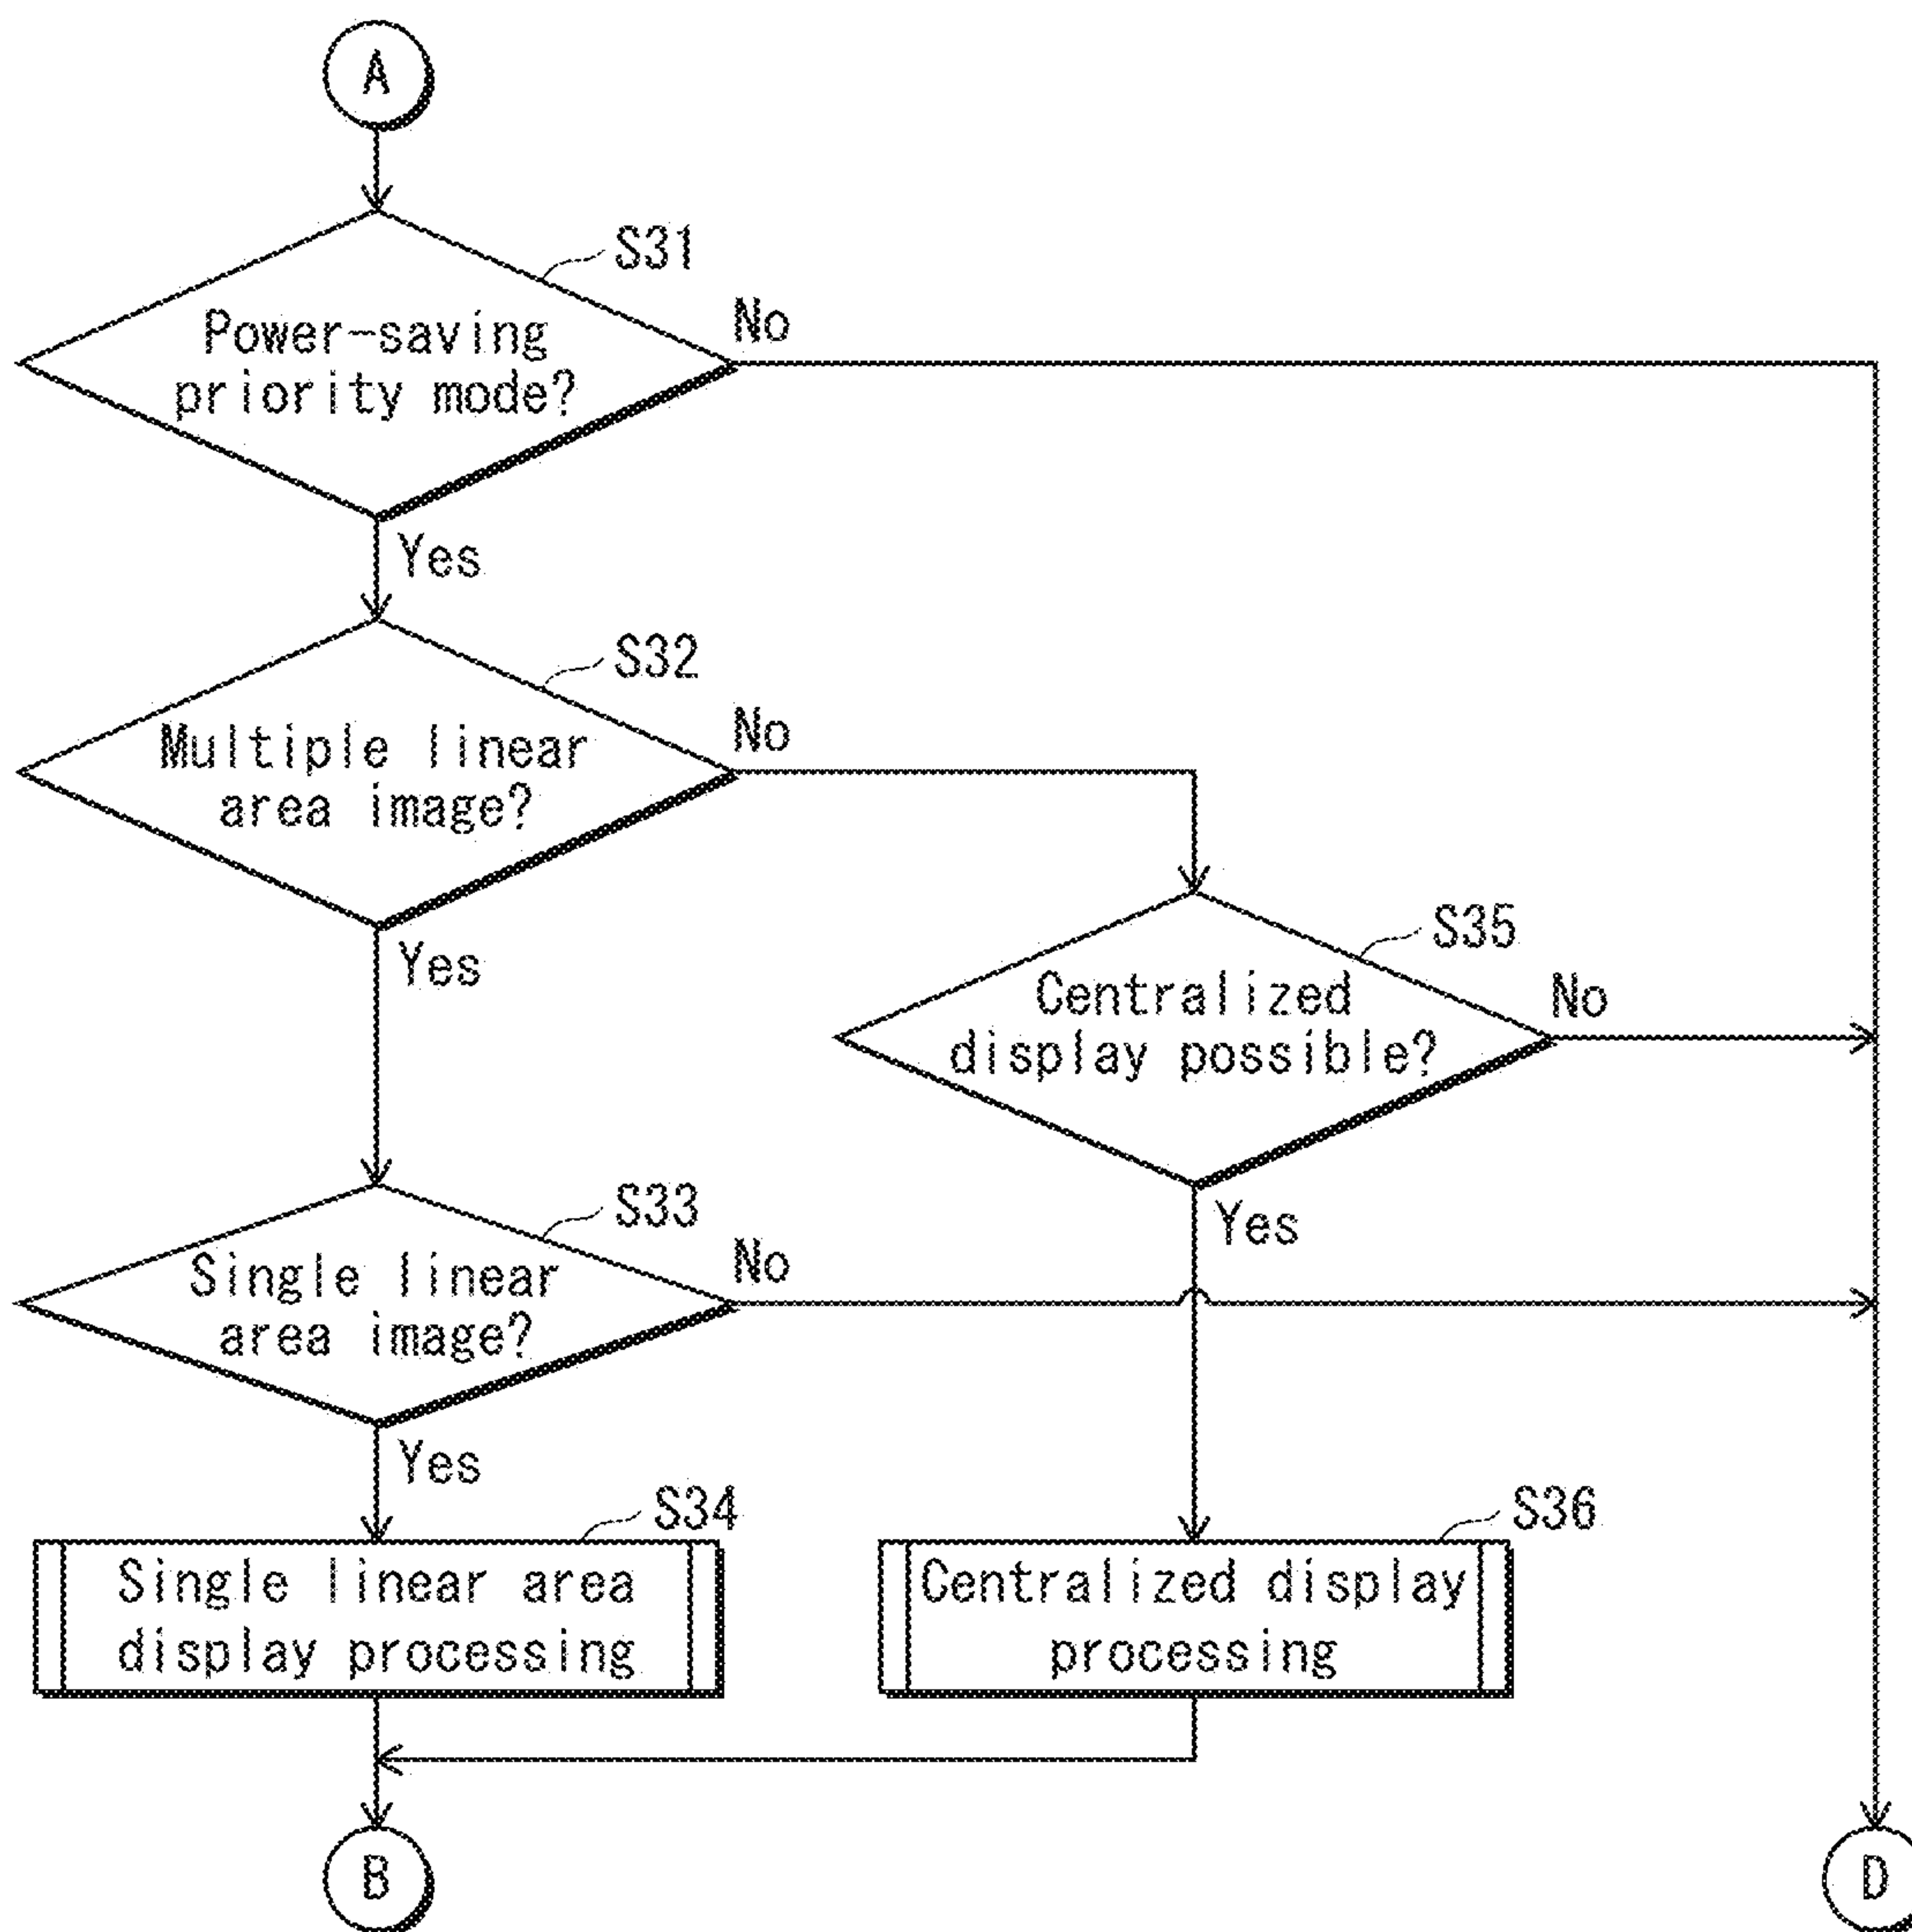 A
S31
Power-saving
priority mode?
No
Yes
S32
Multiple linear
area image?
No
Yes
S35
Centralized
display possible?
No
Yes
S33
Single linear
area image?
No
Yes
S34
Single linear area
display processing
S36
Centralized display
processing
B
D